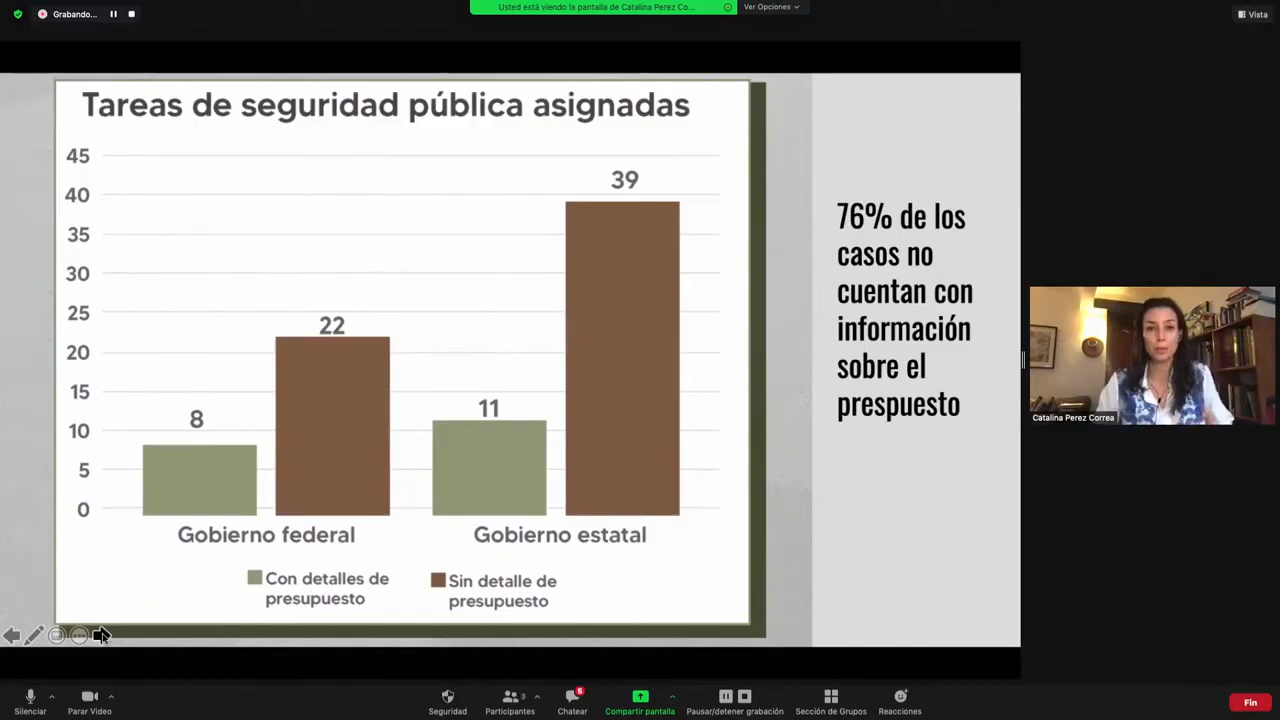 Grabando...
Usted está viendo la pantalla de Catalina Perez Co...
Ver Opciones
Vista
Tareas de seguridad pública asignadas
45
40
35
30
25
20
15
10
5
0
8
22
11
39
Gobierno federal
Gobierno estatal
Con detalles de
presupuesto
Sin detalle de
presupuesto
76% de los
casos no
cuentan con
información
sobre el
prespuesto
Catalina Perez Correa
Silenciar
Parar Video
Seguridad
3
Participantes
6
Chatear
Compartir pantalla
Pausar/detener grabación
Sección de Grupos
Reacciones
Fin